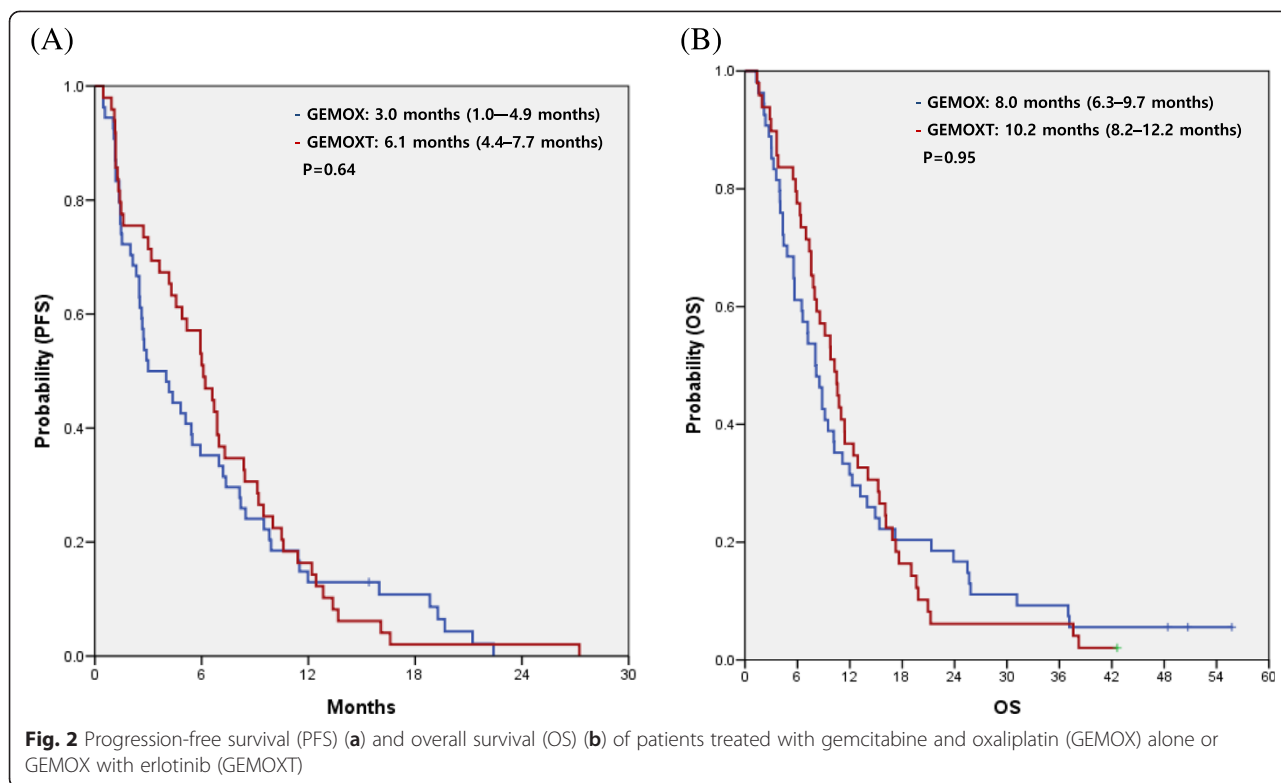 (A)
1.0
0.8
0.6
0.4
0.2
0.0
Probability (PFS)
- GEMOX: 3.0 months (1.0—4.9 months)
- GEMOXT: 6.1 months (4.4–7.7 months)
P=0.64
0 6 12 18 24 30
Months
(B)
1.0
0.8
0.6
0.4
0.2
0.0
Probability (OS)
- GEMOX: 8.0 months (6.3–9.7 months)
- GEMOXT: 10.2 months (8.2–12.2 months)
P=0.95
0 6 12 18 24 30 36 42 48 54 60
OS
Fig. 2 Progression-free survival (PFS) (a) and overall survival (OS) (b) of patients treated with gemcitabine and oxaliplatin (GEMOX) alone or
GEMOX with erlotinib (GEMOXT)